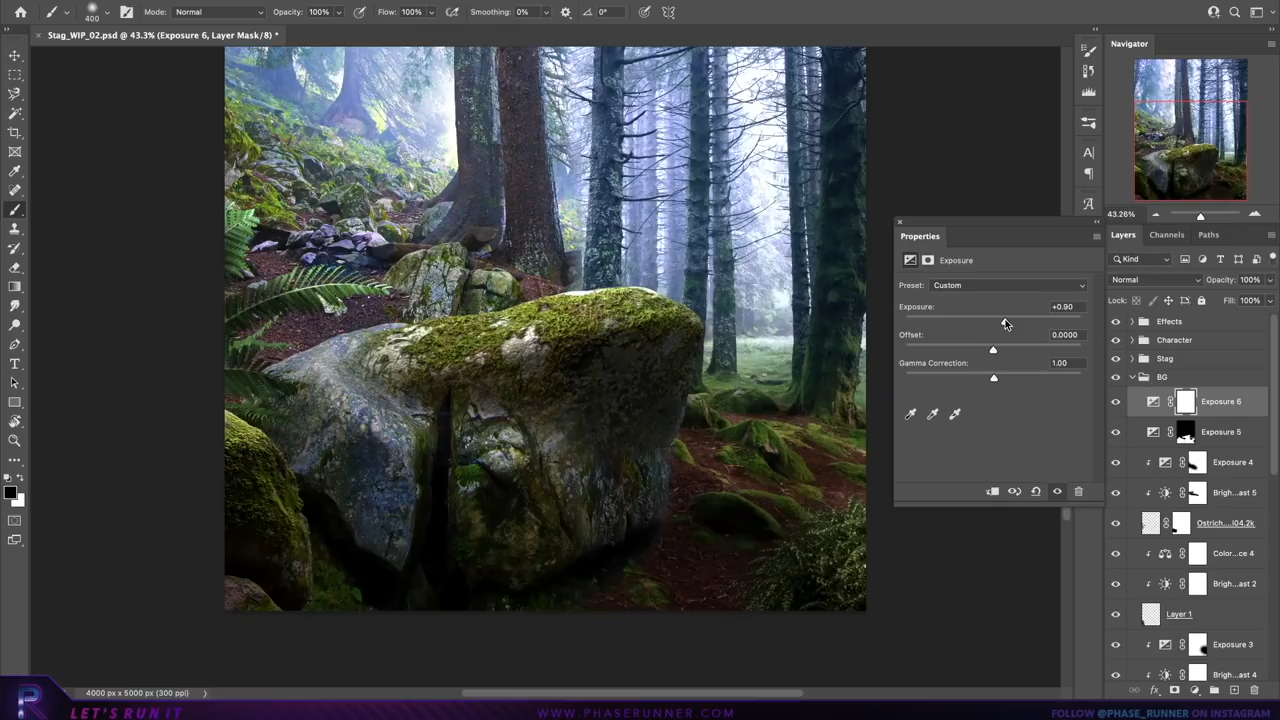 400 Mode: Normal Opacity: 100% Flow: 100% Smoothing: 0% 0°
Stag_WIP_02.psd @ 43.3% (Exposure 6, Layer Mask/8) *
Navigator
43.26%
Properties
Exposure
Preset: Custom
Exposure: +0.90
Offset: 0.0000
Gamma Correction: 1.00
Layers Channels Paths
Kind
Normal Opacity: 100%
Lock: Fill: 100%
Effects
Character
Stag
BG
Exposure 6
Exposure 5
Exposure 4
Brigh...ast 5
Ostrich....l04.2k
Color...ce 4
Brigh...ast 2
Layer 1
Exposure 3
Brigh...ast 4
4000 px x 5000 px (300 ppi)
R LET'S RUN IT WWW.PHASERUNNER.COM FOLLOW @PHASE_RUNNER ON INSTAGRAM